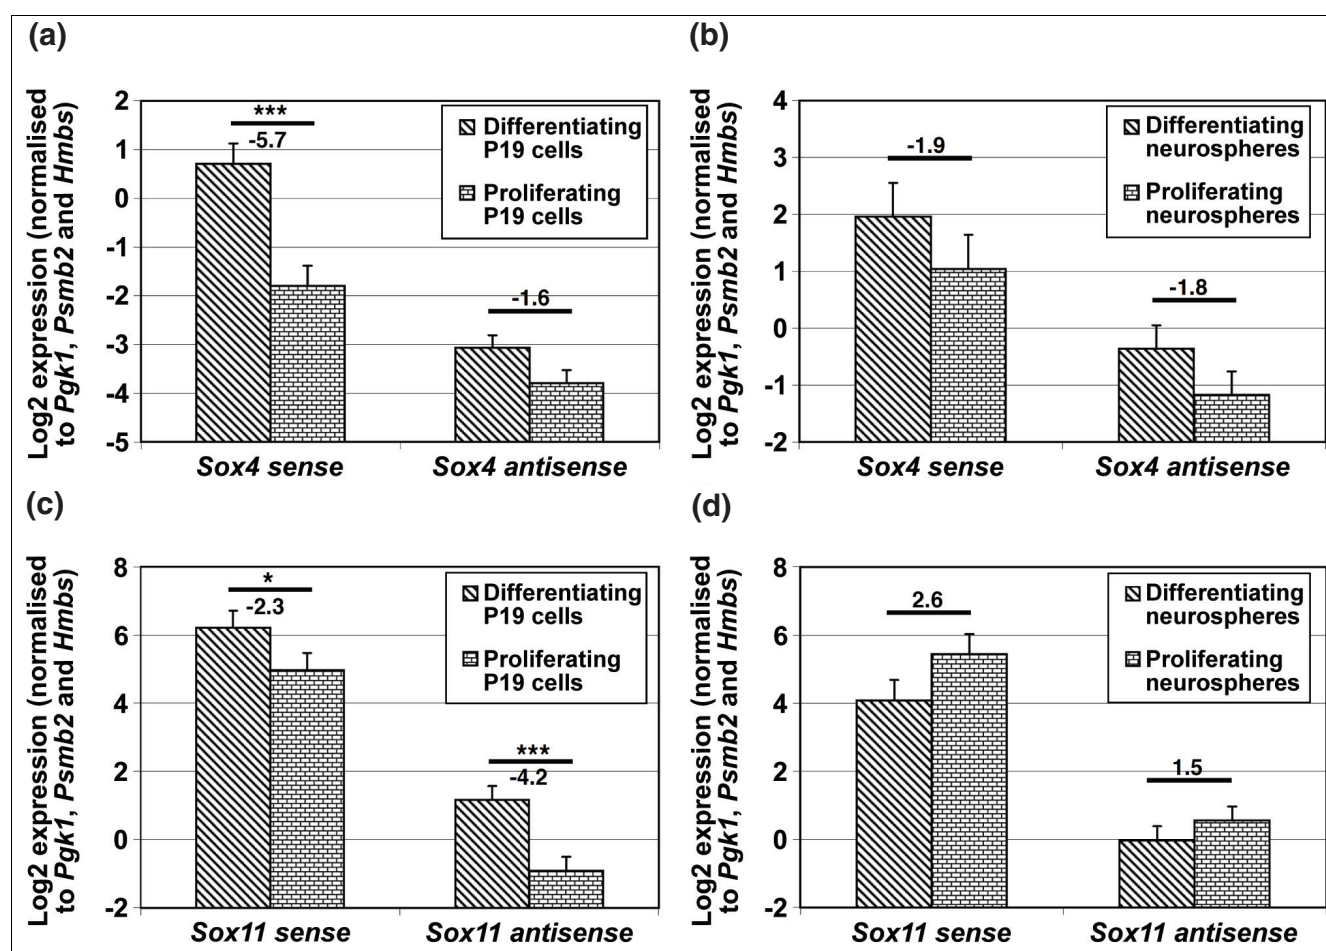 (a)
Log2 expression (normalised
to Pgk1, Psmb2 and Hmbs)
2
1
0
-1
-2
-3
-4
-5
***
-5.7
-1.6
Differentiating
P19 cells
Proliferating
P19 cells
Sox4 sense
Sox4 antisense
(b)
Log2 expression (normalised
to Pgk1, Psmb2 and Hmbs)
4
3
2
1
0
-1
-2
-1.9
-1.8
Differentiating
neurospheres
Proliferating
neurospheres
Sox4 sense
Sox4 antisense
(c)
Log2 expression (normalised
to Pgk1, Psmb2 and Hmbs)
8
6
4
2
0
-2
*
-2.3
***
-4.2
Differentiating
P19 cells
Proliferating
P19 cells
Sox11 sense
Sox11 antisense
(d)
Log2 expression (normalised
to Pgk1, Psmb2 and Hmbs)
8
6
4
2
0
-2
2.6
1.5
Differentiating
neurospheres
Proliferating
neurospheres
Sox11 sense
Sox11 antisense